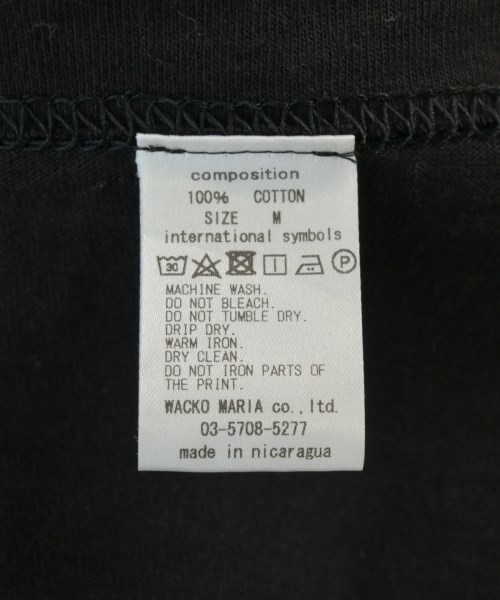 composition
100% COTTON
SIZE M
international symbols
30 P
MACHINE WASH.
DO NOT BLEACH.
DO NOT TUMBLE DRY.
DRIP DRY.
WARM IRON.
DRY CLEAN.
DO NOT IRON PARTS OF
THE PRINT.
WACKO MARIA co.,ltd.
03-5708-5277
made in nicaragua